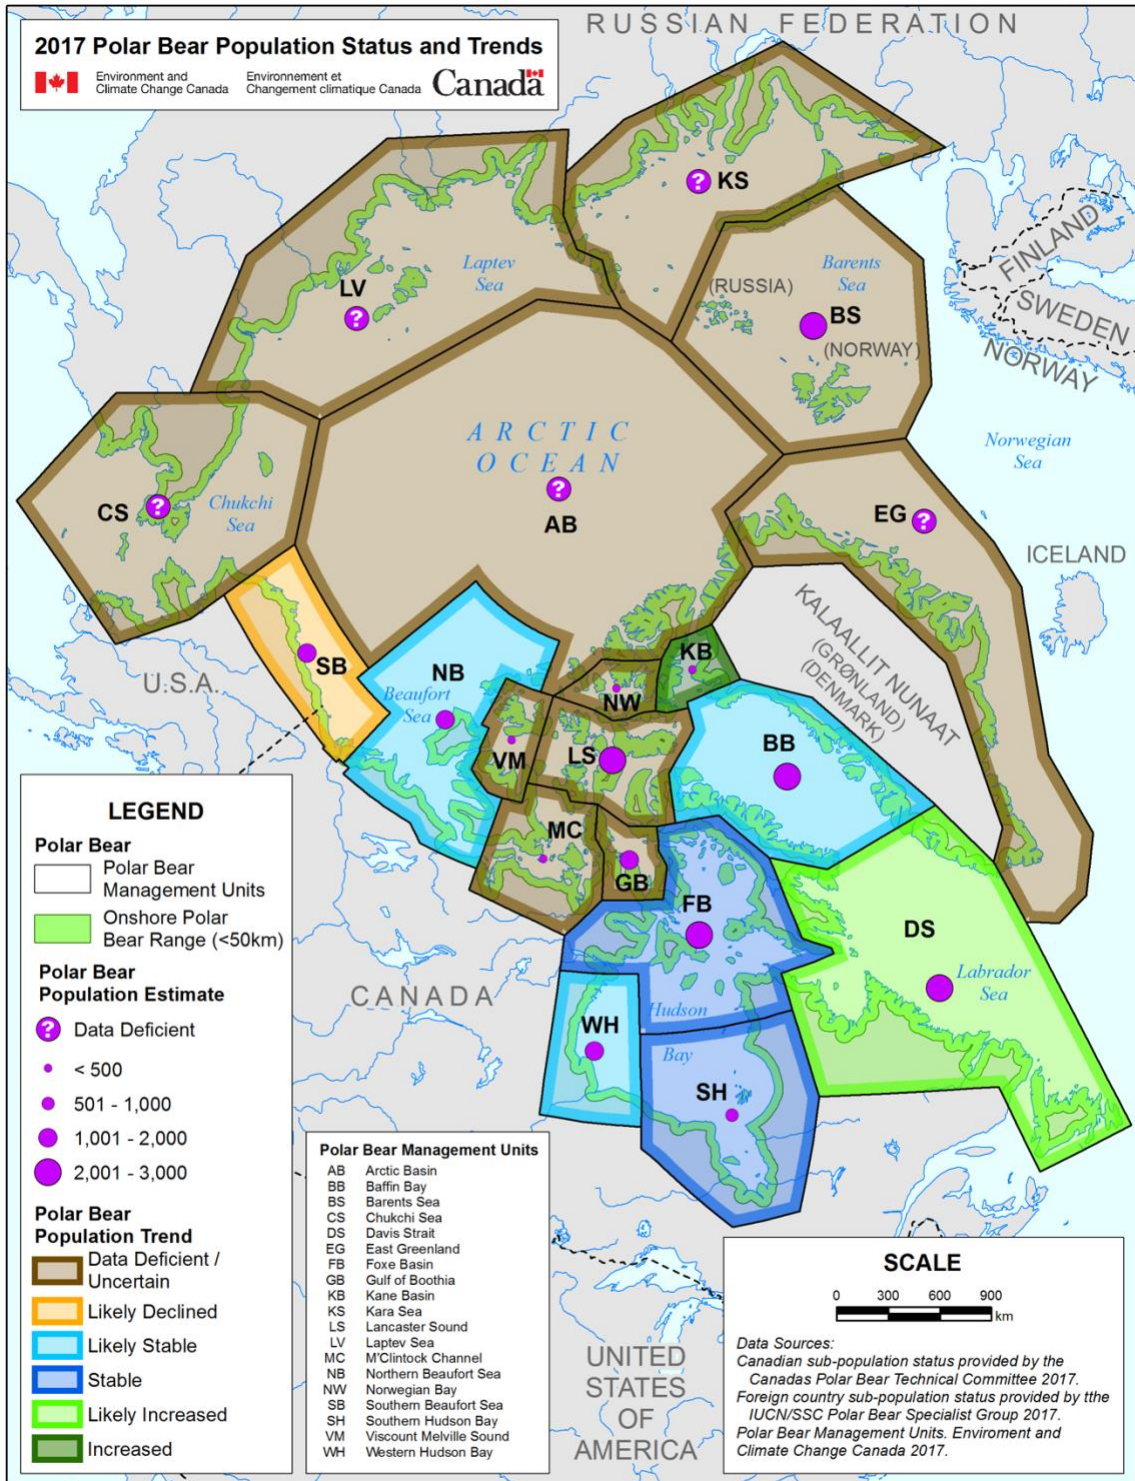 RUSSIAN FEDERATION
2017 Polar Bear Population Status and Trends
Environment and
Climate Change Canada
Environnement et
Changement climatique Canada
Canada
? KS
FINLAND
SWEDEN
NORWAY
Laptev
Sea
Barents
Sea
(RUSSIA)
LV
?
BS
(NORWAY)
ARCTIC
OCEAN
?
AB
Norwegian
Sea
CS
?
Chukchi
Sea
EG ?
ICELAND
KALAALLIT NUNAAT
(GRØNLAND)
(DENMARK)
U.S.A.
SB
NB
Beaufort
Sea
KB
NW
VM
LS
BB
MC
GB
FB
DS
Labrador
Sea
CANADA
Hudson
Bay
WH
SH
UNITED
STATES
OF
AMERICA
LEGEND
Polar Bear
Polar Bear
Management Units
Onshore Polar
Bear Range (<50km)
Polar Bear
Population Estimate
? Data Deficient
< 500
501 - 1,000
1,001 - 2,000
2,001 - 3,000
Polar Bear
Population Trend
Data Deficient /
Uncertain
Likely Declined
Likely Stable
Stable
Likely Increased
Increased
Polar Bear Management Units
AB Arctic Basin
BB Baffin Bay
BS Barents Sea
CS Chukchi Sea
DS Davis Strait
EG East Greenland
FB Foxe Basin
GB Gulf of Boothia
KB Kane Basin
KS Kara Sea
LS Lancaster Sound
LV Laptev Sea
MC M'Clintock Channel
NB Northern Beaufort Sea
NW Norwegian Bay
SB Southern Beaufort Sea
SH Southern Hudson Bay
VM Viscount Melville Sound
WH Western Hudson Bay
SCALE
0 300 600 900
km
Data Sources:
Canadian sub-population status provided by the
Canadas Polar Bear Technical Committee 2017.
Foreign country sub-population status provided by tthe
IUCN/SSC Polar Bear Specialist Group 2017.
Polar Bear Management Units. Enviroment and
Climate Change Canada 2017.